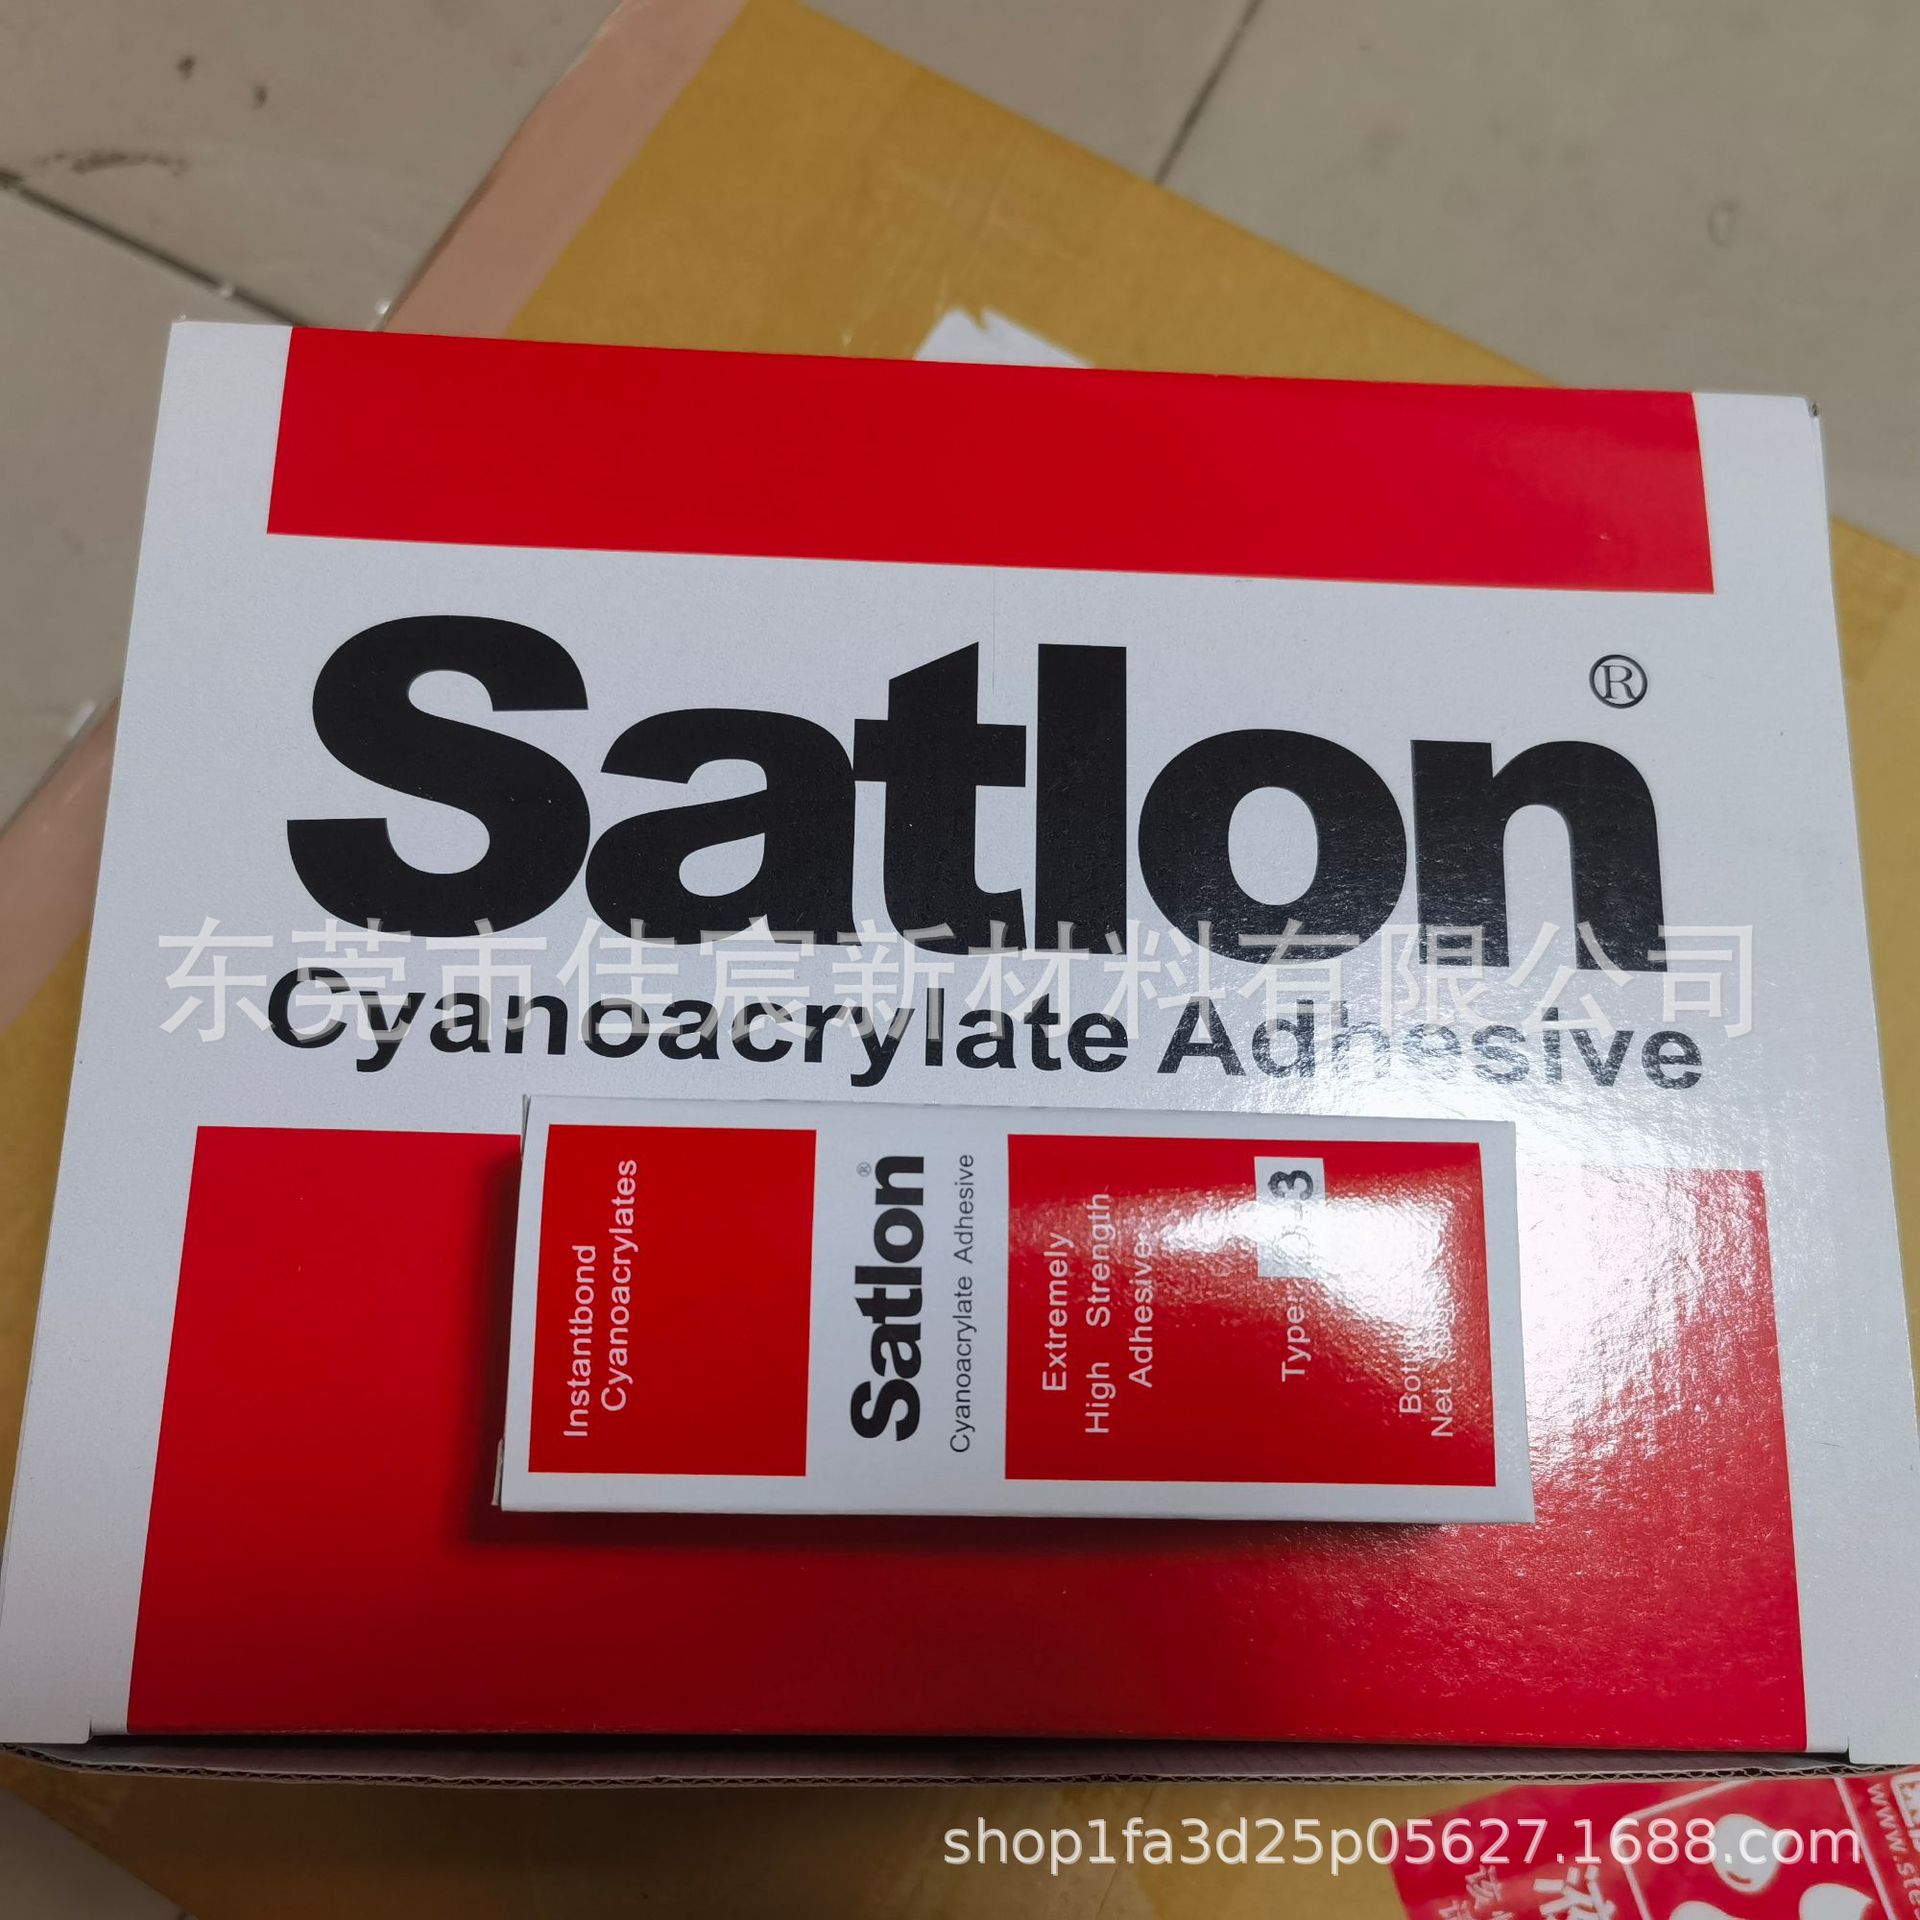 Satlon®
Cyanoacrylate Adhesive
东莞市佳宸新材料有限公司
Instantbond
Cyanoacrylates
Satlon®
Cyanoacrylate Adhesive
Extremely
High Strength
Adhesive
Type:
Net
shop1fa3d25p05627.1688.com